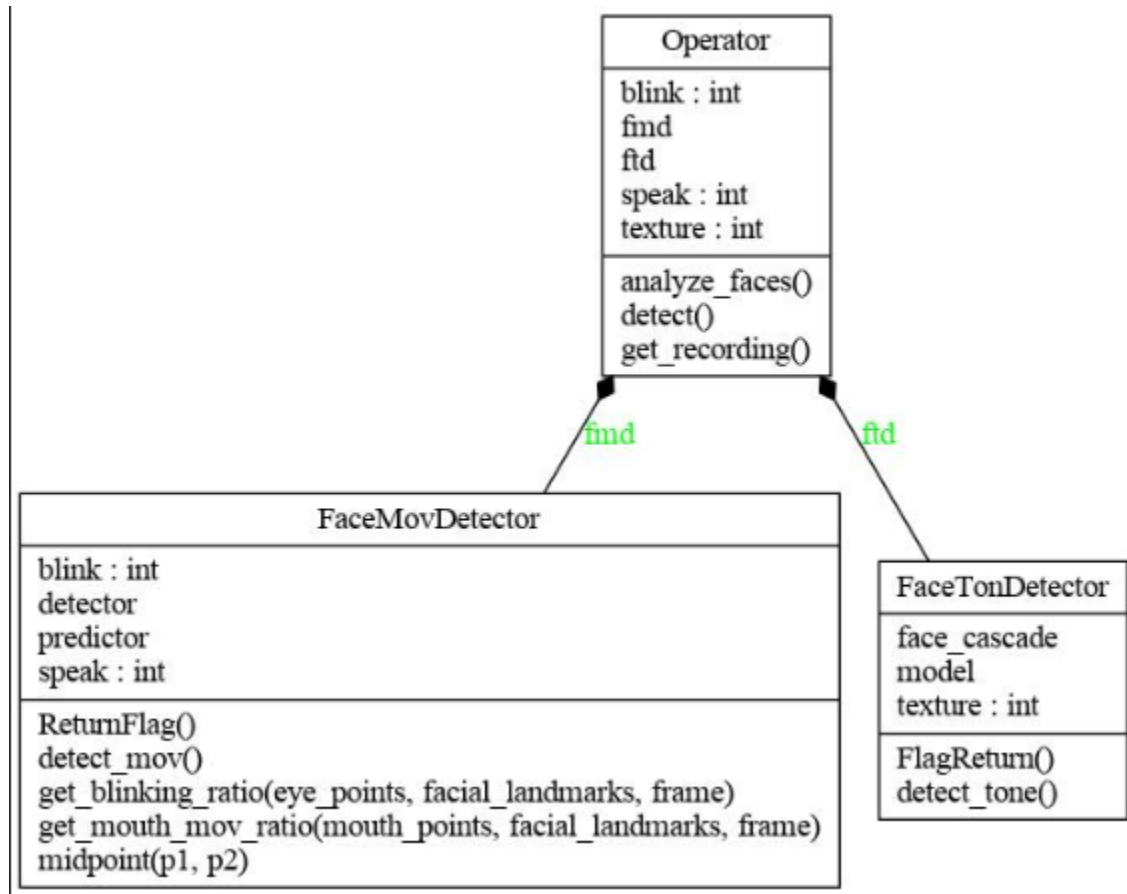 Operator
blink : int
fmd
ftd
speak : int
texture : int
analyze_faces()
detect()
get_recording()
fmd
ftd
FaceMovDetector
blink : int
detector
predictor
speak : int
ReturnFlag()
detect_mov()
get_blinking_ratio(eye_points, facial_landmarks, frame)
get_mouth_mov_ratio(mouth_points, facial_landmarks, frame)
midpoint(p1, p2)
FaceTonDetector
face_cascade
model
texture : int
FlagReturn()
detect_tone()